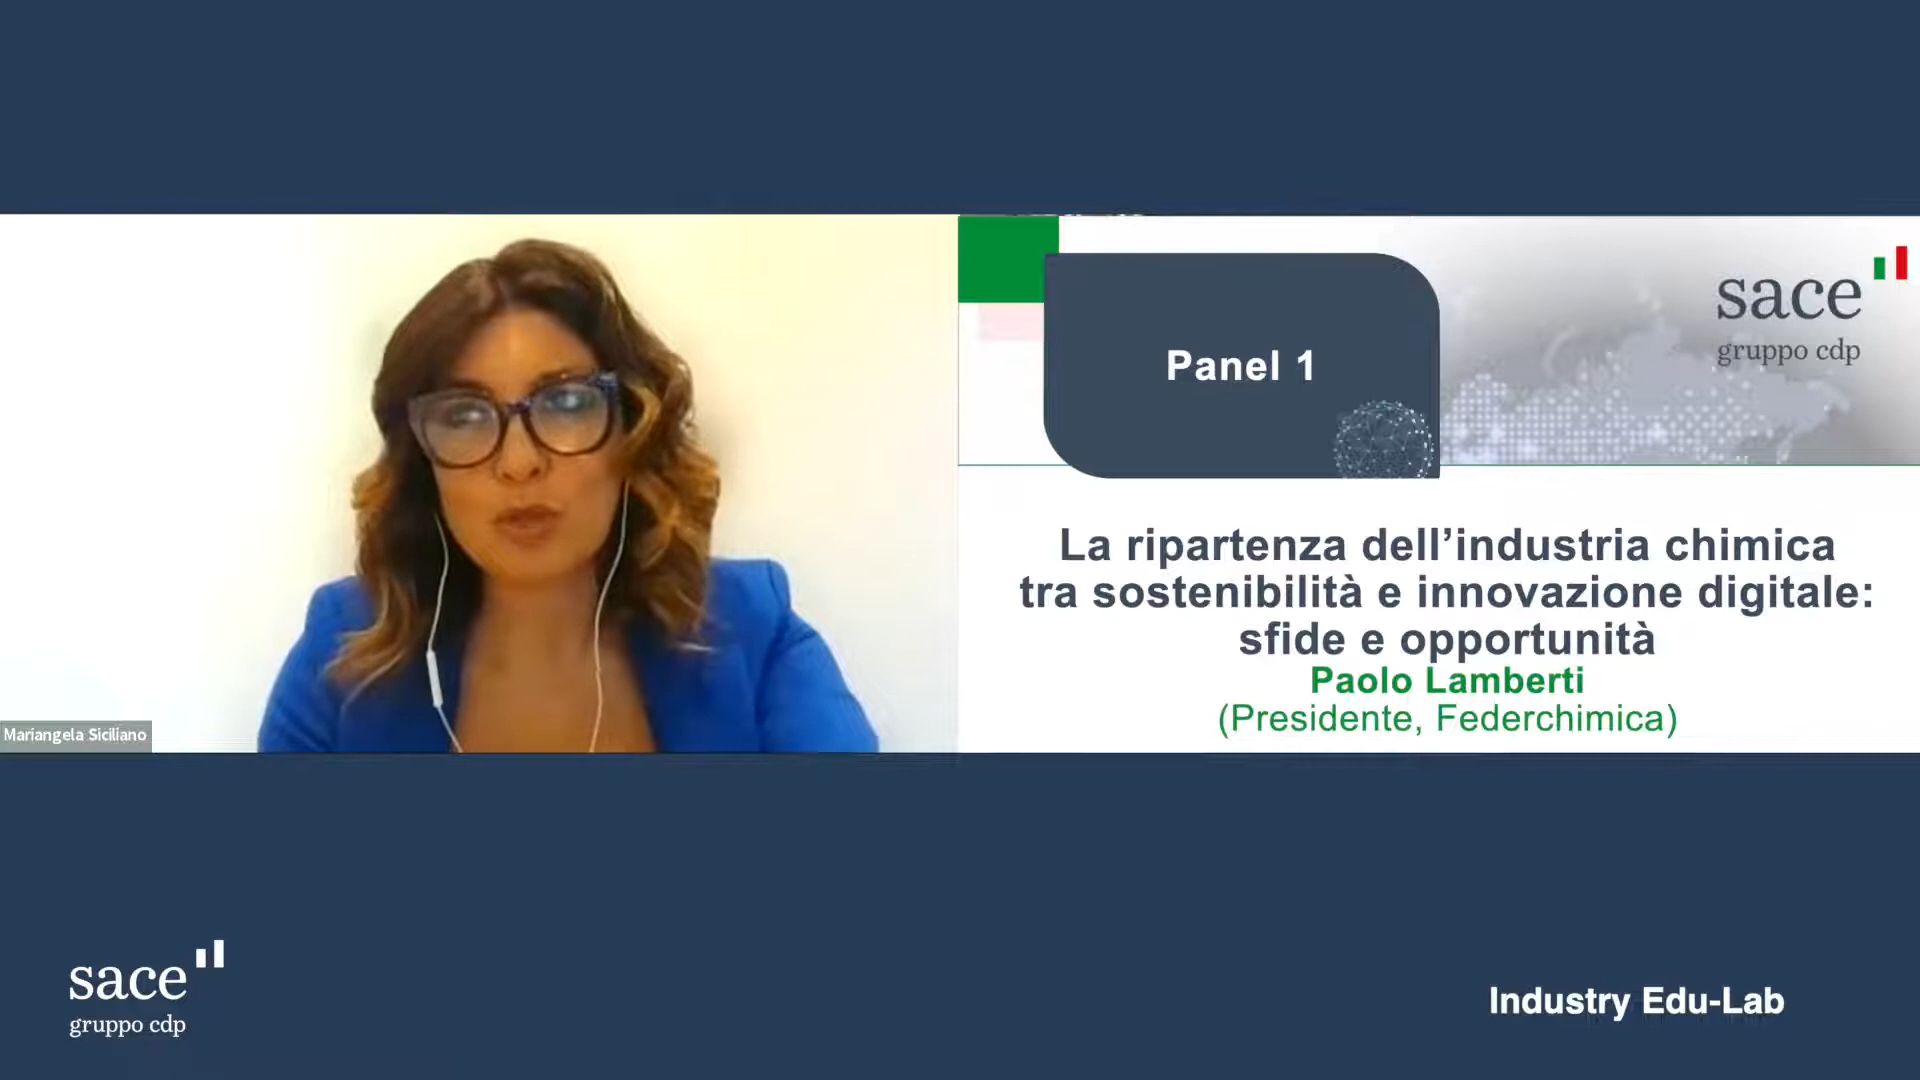 Mariangela Siciliano
Panel 1
sace
gruppo cdp
La ripartenza dell’industria chimica
tra sostenibilità e innovazione digitale:
sfide e opportunità
Paolo Lamberti
(Presidente, Federchimica)
sace
gruppo cdp
Industry Edu-Lab